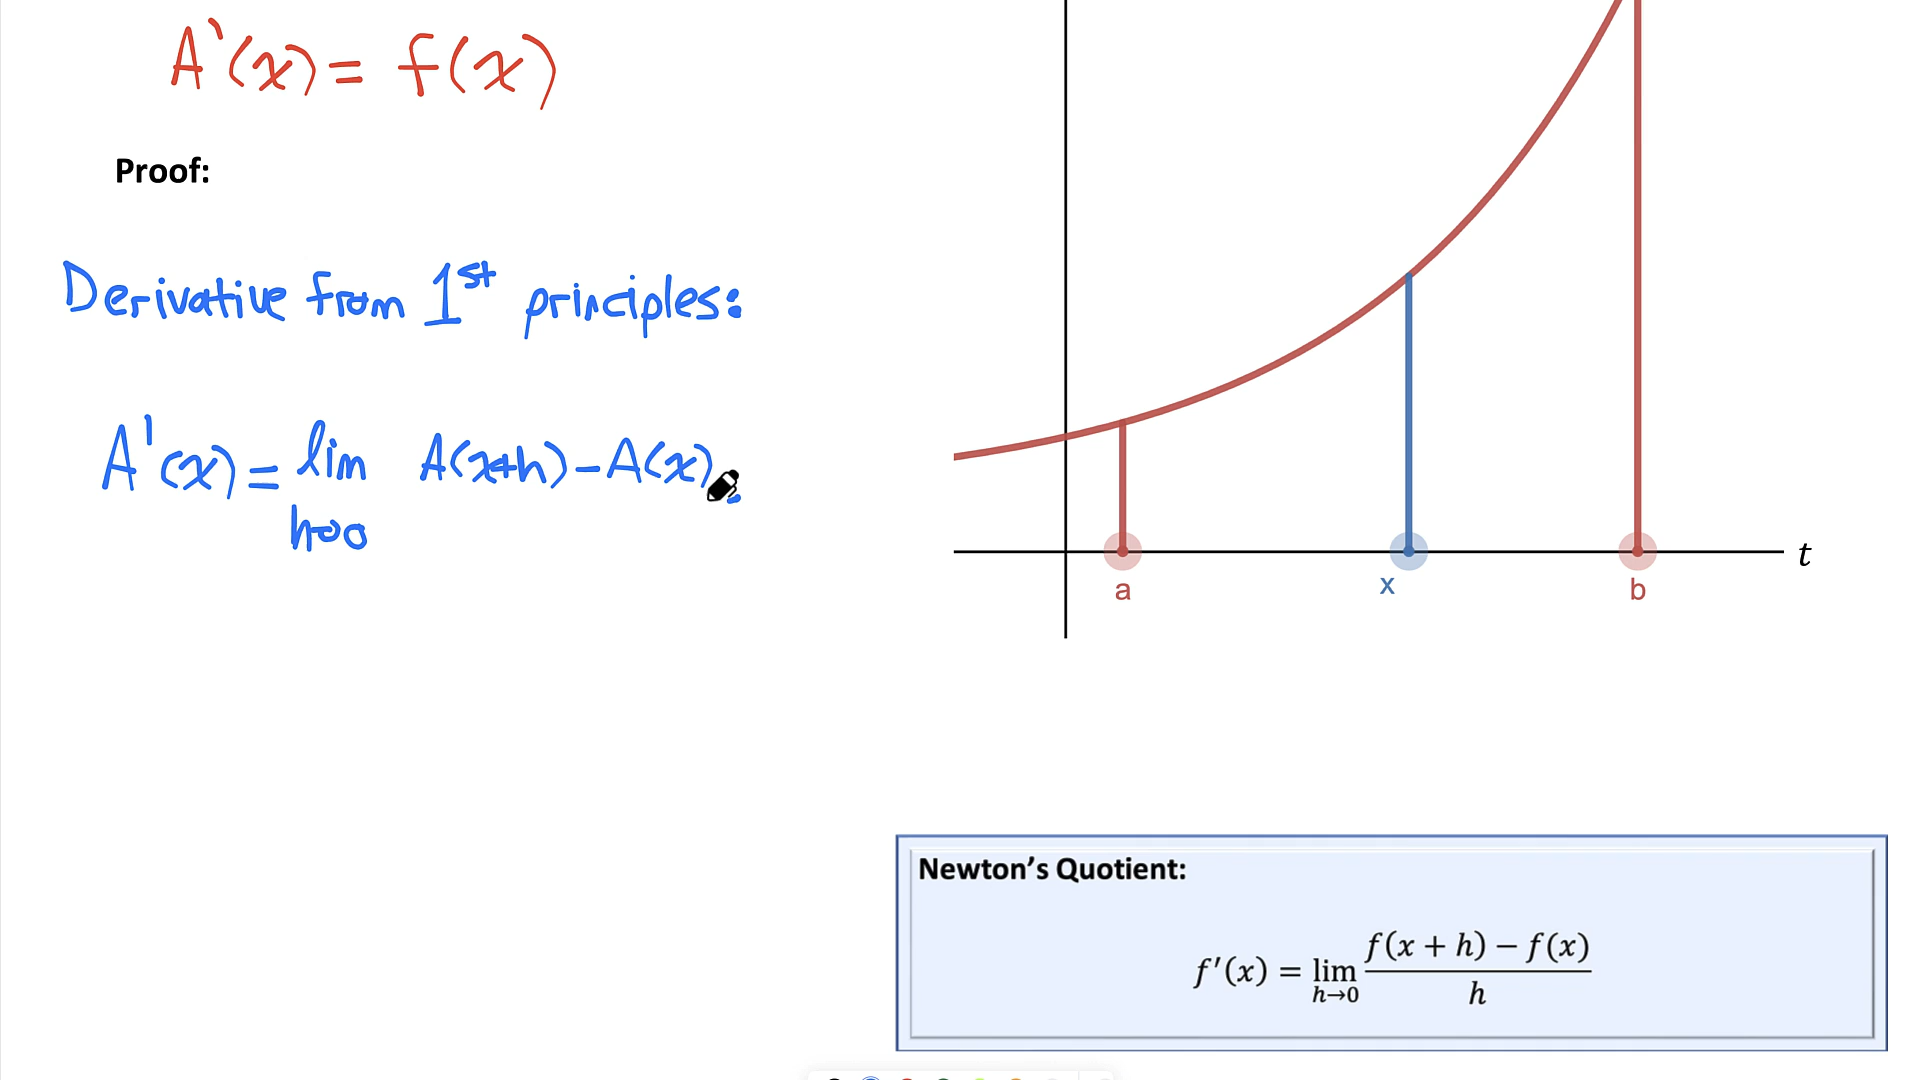 A'(x) = f(x)
Proof:
Derivative from 1st principles:
A'(x) = lim A(x+h) - A(x)
h→0
t
a
x
b
Newton's Quotient:
f'(x) = lim h→0 f(x + h) − f(x) / h